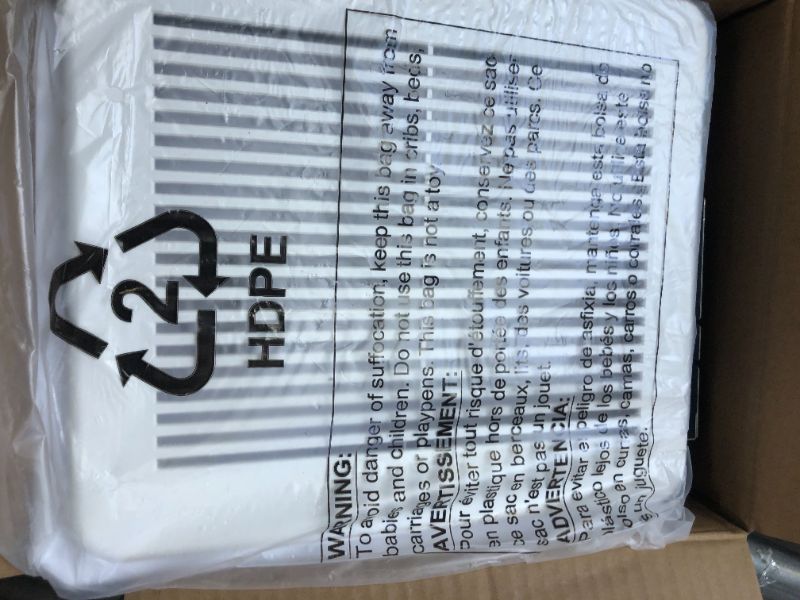 2
HDPE
WARNING:
To avoid danger of suffocation, keep this bag away from
babies and children. Do not use this bag in cribs, beds,
carriages or playpens. This bag is not a toy.
AVERTISSEMENT:
Pour éviter tout risque d'étouffement, conservez ce sac
en plastique hors de portée des enfants. Ne pas utiliser
ce sac en berceaux, lits, des voitures ou des parcs. Ce
sac n'est pas un jouet.
ADVERTENCIA:
Para evitar el peligro de asfixia, mantenga esta bolsa de
plástico lejos de los bebés y los niños. No utilice este
bolso en cunas, camas, carros o corrales. Esta bolsa no
es un juguete.